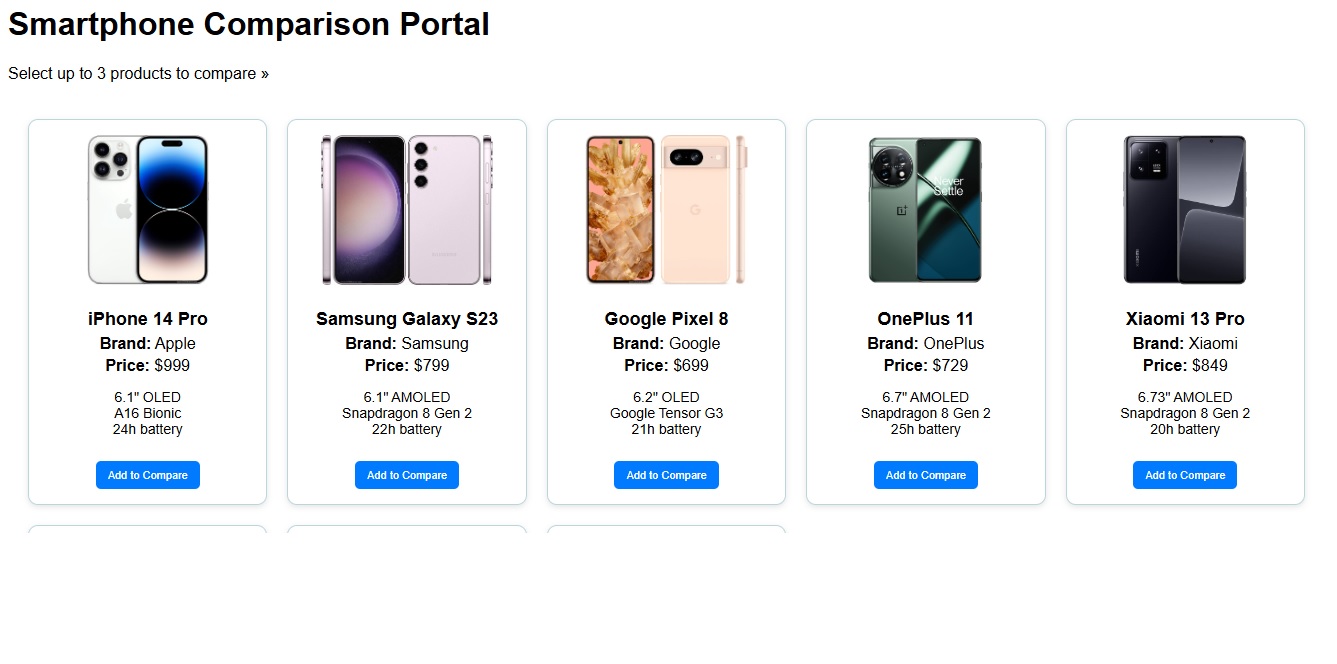 Smartphone Comparison Portal
Select up to 3 products to compare »
Never
Settle
iPhone 14 Pro
Brand: Apple
Price: $999
6.1" OLED
A16 Bionic
24h battery
Add to Compare
Samsung Galaxy S23
Brand: Samsung
Price: $799
6.1" AMOLED
Snapdragon 8 Gen 2
22h battery
Add to Compare
Google Pixel 8
Brand: Google
Price: $699
6.2" OLED
Google Tensor G3
21h battery
Add to Compare
OnePlus 11
Brand: OnePlus
Price: $729
6.7" AMOLED
Snapdragon 8 Gen 2
25h battery
Add to Compare
Xiaomi 13 Pro
Brand: Xiaomi
Price: $849
6.73" AMOLED
Snapdragon 8 Gen 2
20h battery
Add to Compare